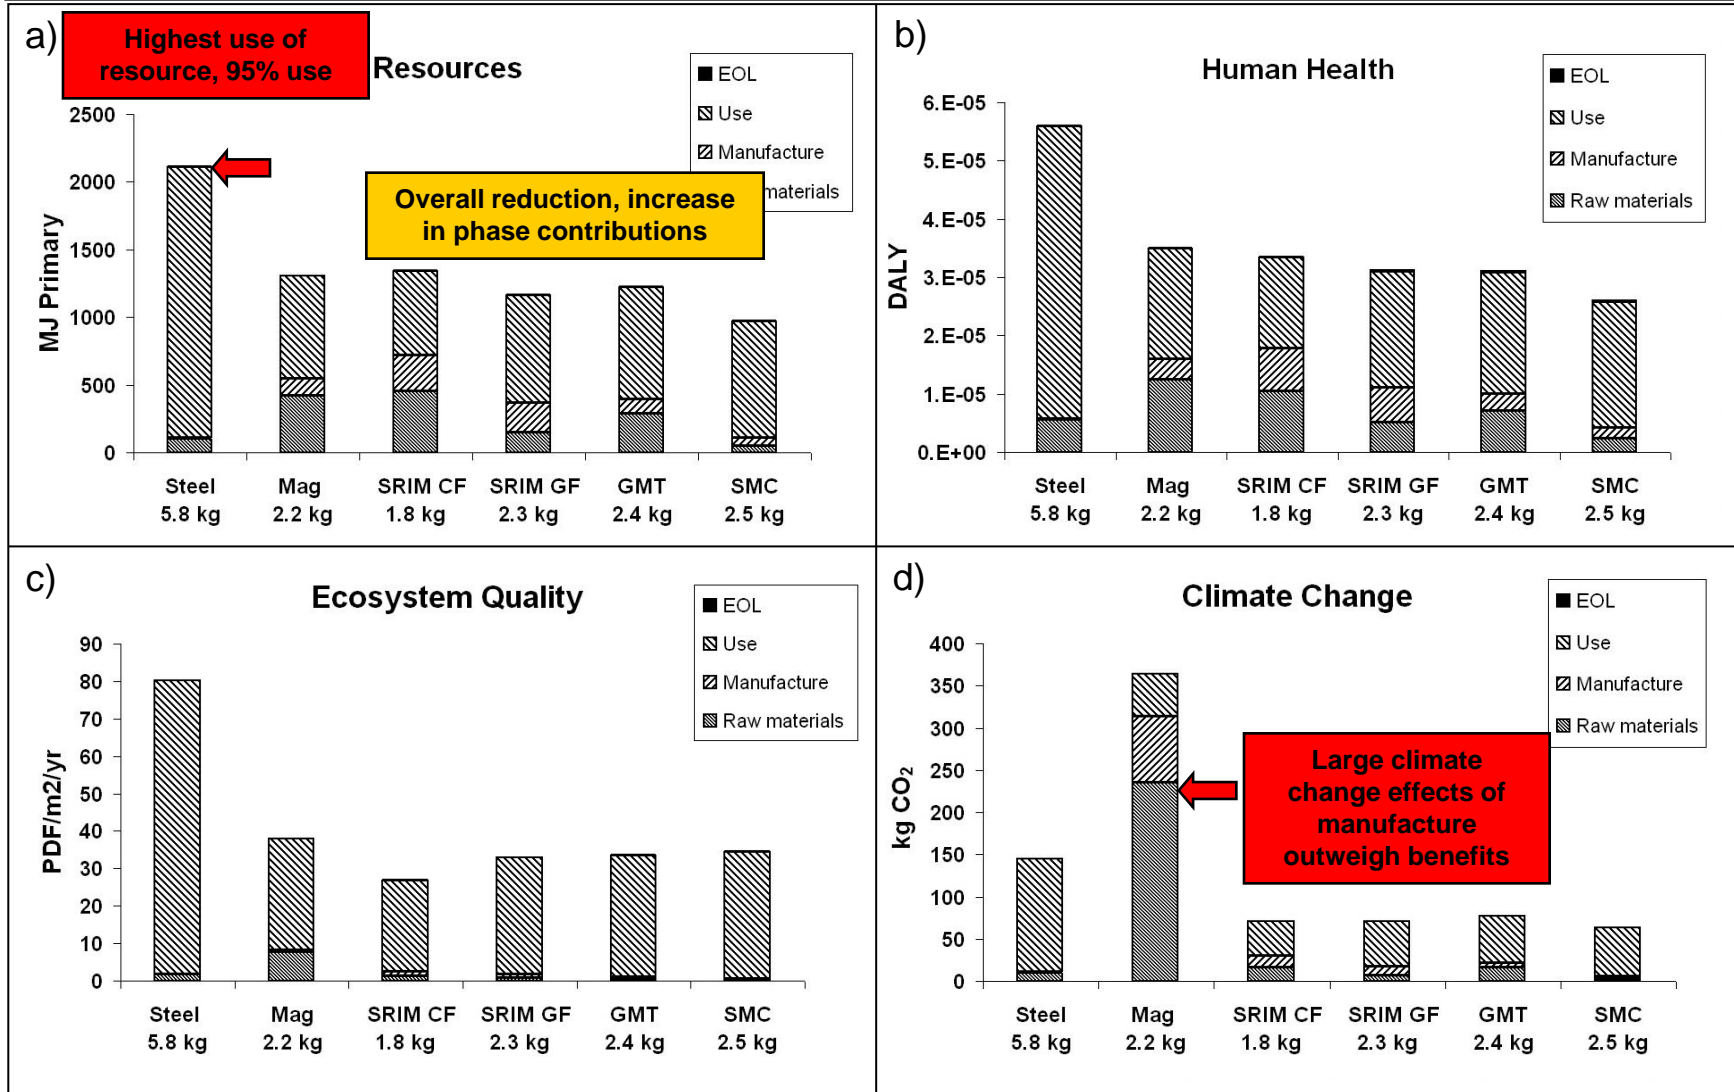 a)
Highest use of
resource, 95% use
Resources
EOL
Use
Manufacture
materials
Overall reduction, increase
in phase contributions
MJ Primary
2500
2000
1500
1000
500
0
Steel Mag SRIM CF SRIM GF GMT SMC
5.8 kg 2.2 kg 1.8 kg 2.3 kg 2.4 kg 2.5 kg
b)
Human Health
EOL
Use
Manufacture
Raw materials
DALY
6.E-05
5.E-05
4.E-05
3.E-05
2.E-05
1.E-05
0.E+00
Steel Mag SRIM CF SRIM GF GMT SMC
5.8 kg 2.2 kg 1.8 kg 2.3 kg 2.4 kg 2.5 kg
c)
Ecosystem Quality
EOL
Use
Manufacture
Raw materials
PDF/m2/yr
90
80
70
60
50
40
30
20
10
0
Steel Mag SRIM CF SRIM GF GMT SMC
5.8 kg 2.2 kg 1.8 kg 2.3 kg 2.4 kg 2.5 kg
d)
Climate Change
EOL
Use
Manufacture
Raw materials
Large climate
change effects of
manufacture
outweigh benefits
kg CO₂
400
350
300
250
200
150
100
50
0
Steel Mag SRIM CF SRIM GF GMT SMC
5.8 kg 2.2 kg 1.8 kg 2.3 kg 2.4 kg 2.5 kg